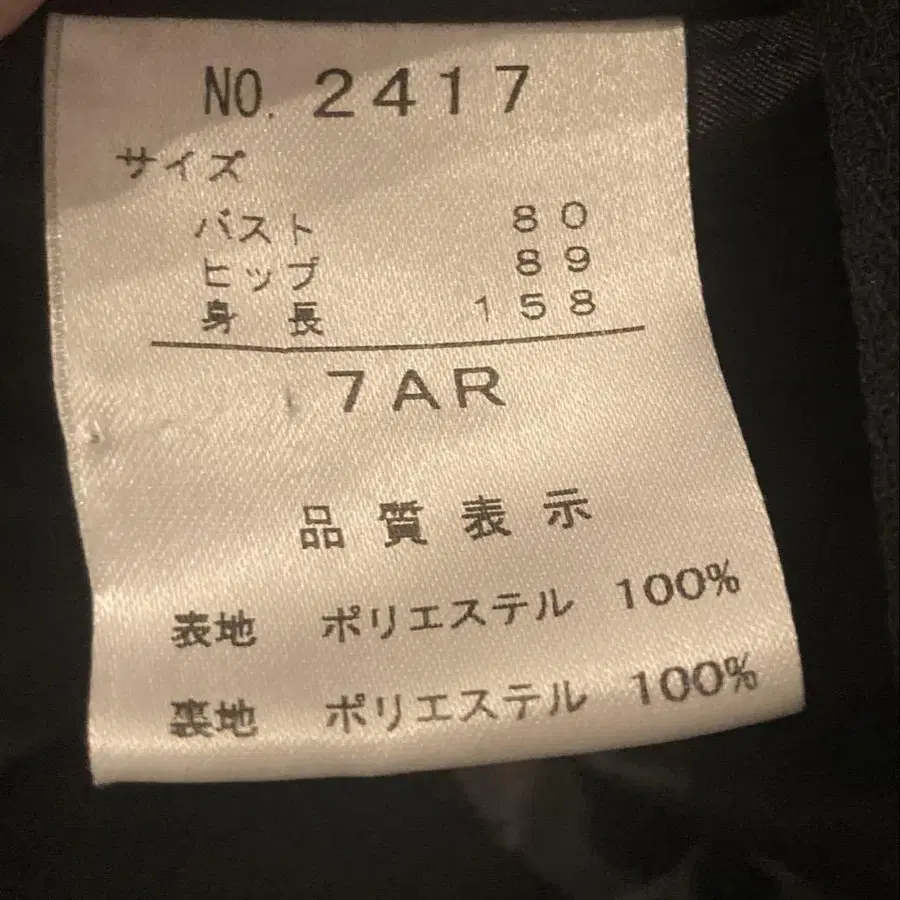 NO. 2417
サイズ
バスト 80
ヒップ 89
身長 158
7AR
品質表示
表地 ポリエステル 100%
裏地 ポリエステル 100%